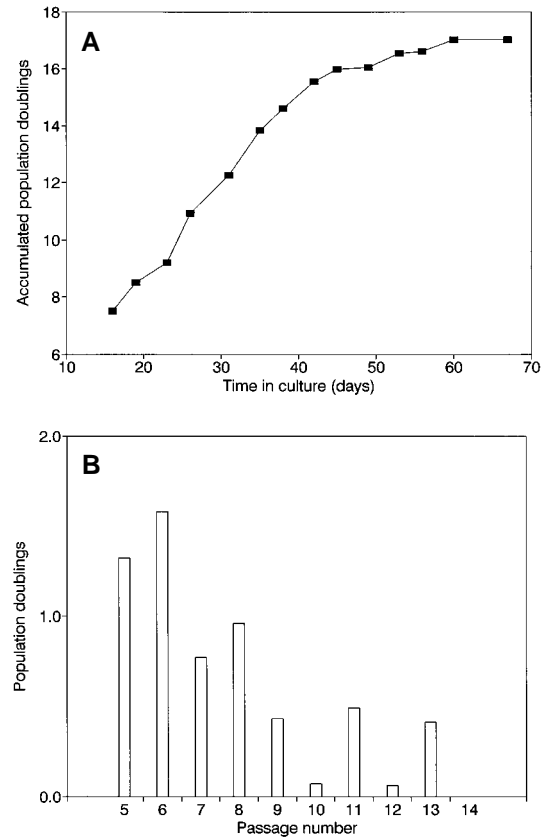 18
A
16
14
12
10
8
6
Accumulated population doublings
10 20 30 40 50 60 70
Time in culture (days)
2.0
B
1.0
0.0
Population doublings
5 6 7 8 9 10 11 12 13 14
Passage number